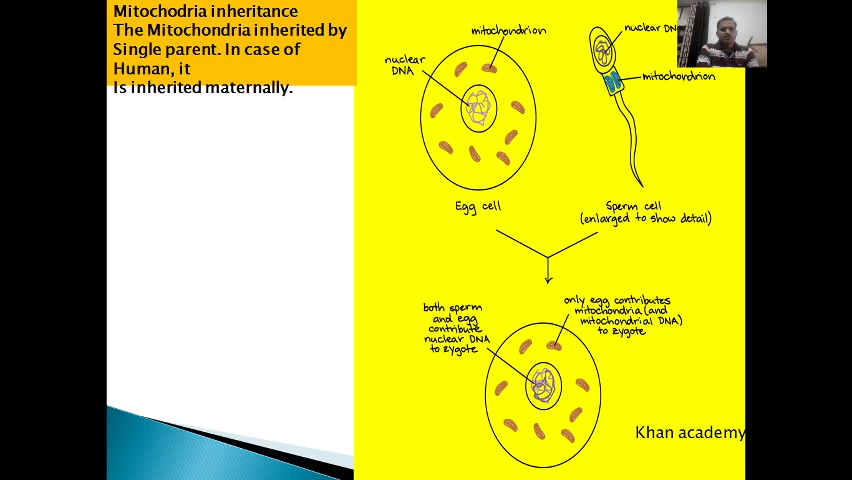 Mitochodria inheritance
The Mitochondria inherited by
Single parent. In case of
Human, it
Is inherited maternally.
mitochondrion
nuclear
DNA
nuclear DN
mitochondrion
Egg cell
Sperm cell
(enlarged to show detail)
both sperm
and egg
contribute
nuclear DNA
to zygote
only egg contributes
mitochondria (and
mitochondrial DNA)
to zygote
Khan academy